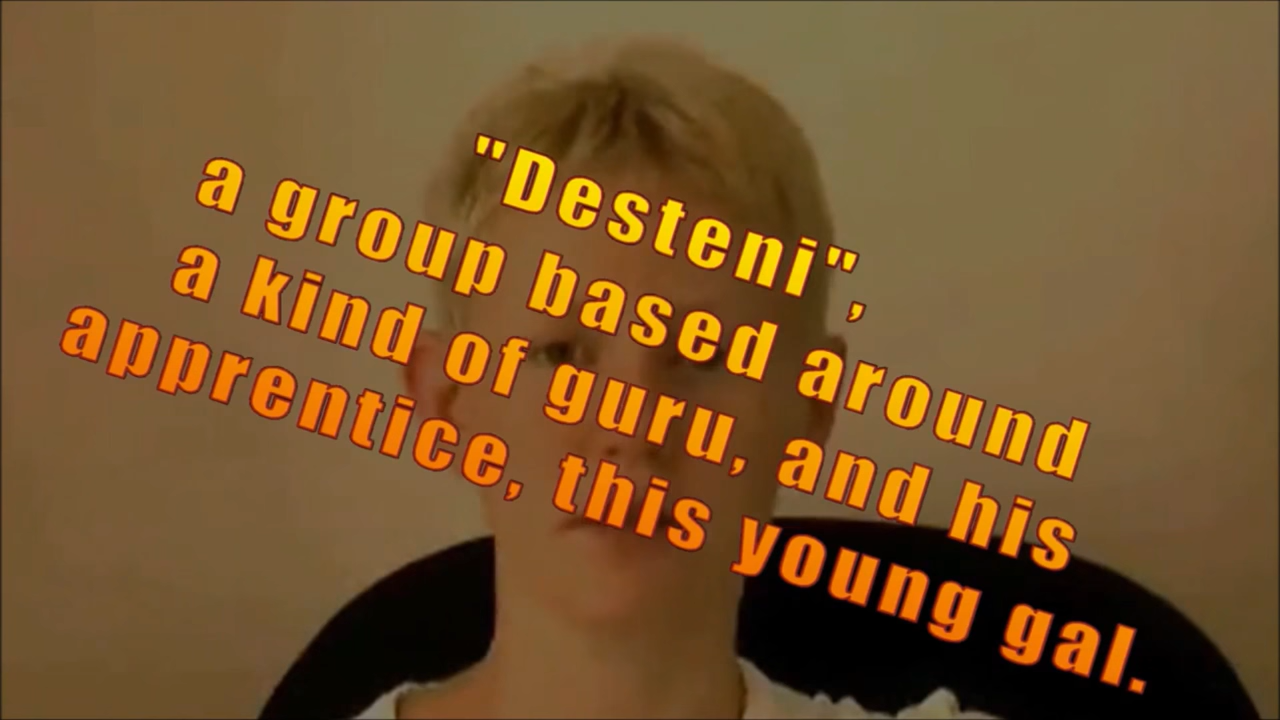 "Desteni",
a group based around
a kind of guru, and his
apprentice, this young gal.